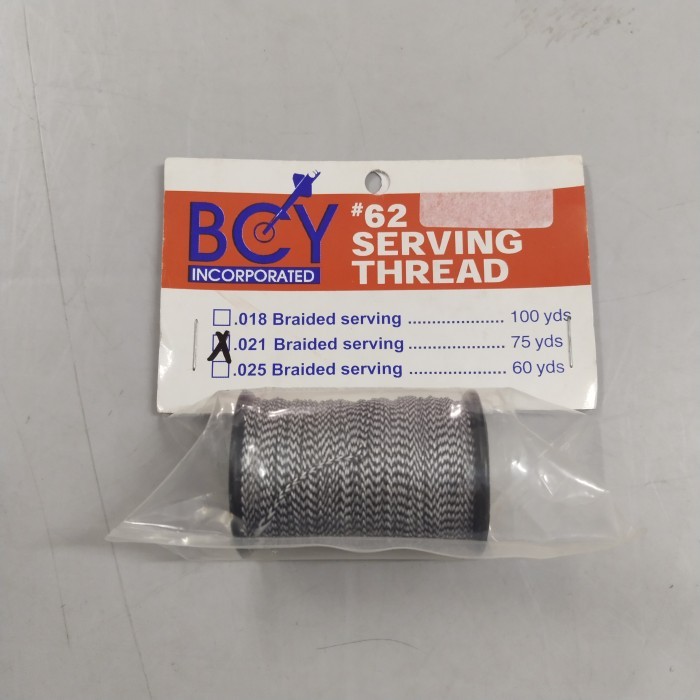 BCY
INCORPORATED
#62
SERVING
THREAD
.018 Braided serving .................... 100 yds
X .021 Braided serving .................... 75 yds
.025 Braided serving .................... 60 yds